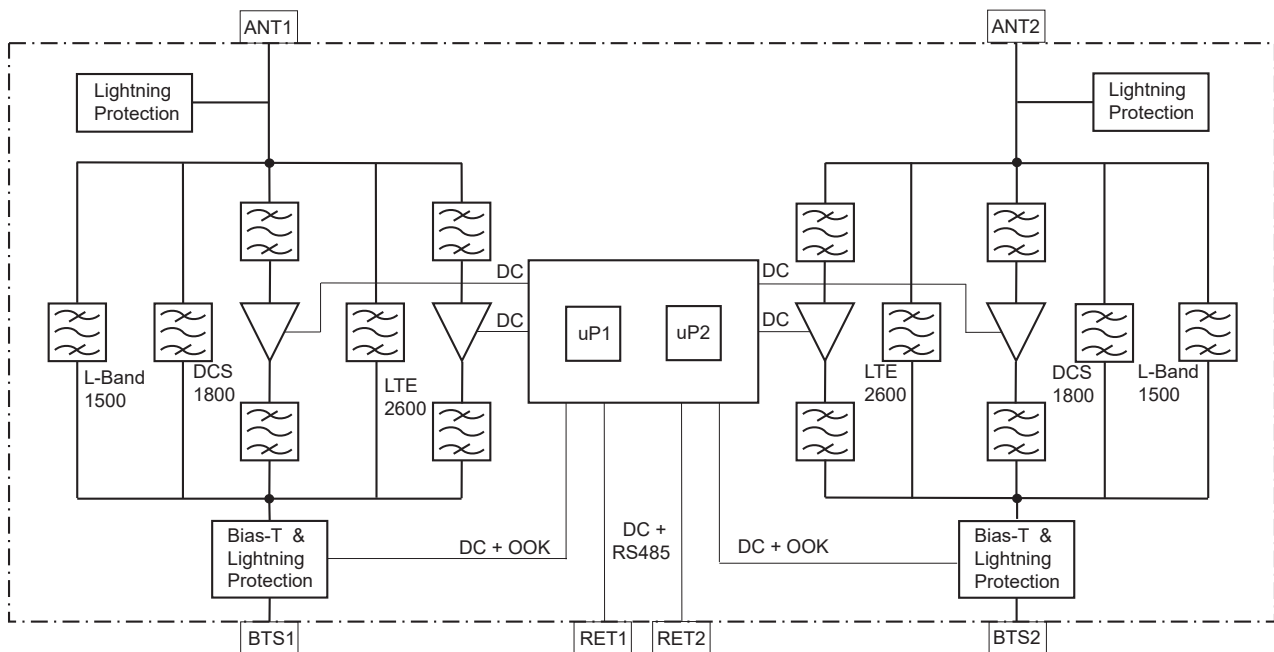 ANT1
ANT2
Lightning
Protection
Lightning
Protection
DC
DC
DC
DC
uP1
uP2
L-Band
1500
DCS
1800
LTE
2600
LTE
2600
DCS
1800
L-Band
1500
Bias-T &
Lightning
Protection
DC + OOK
DC +
RS485
DC + OOK
Bias-T &
Lightning
Protection
BTS1
RET1
RET2
BTS2